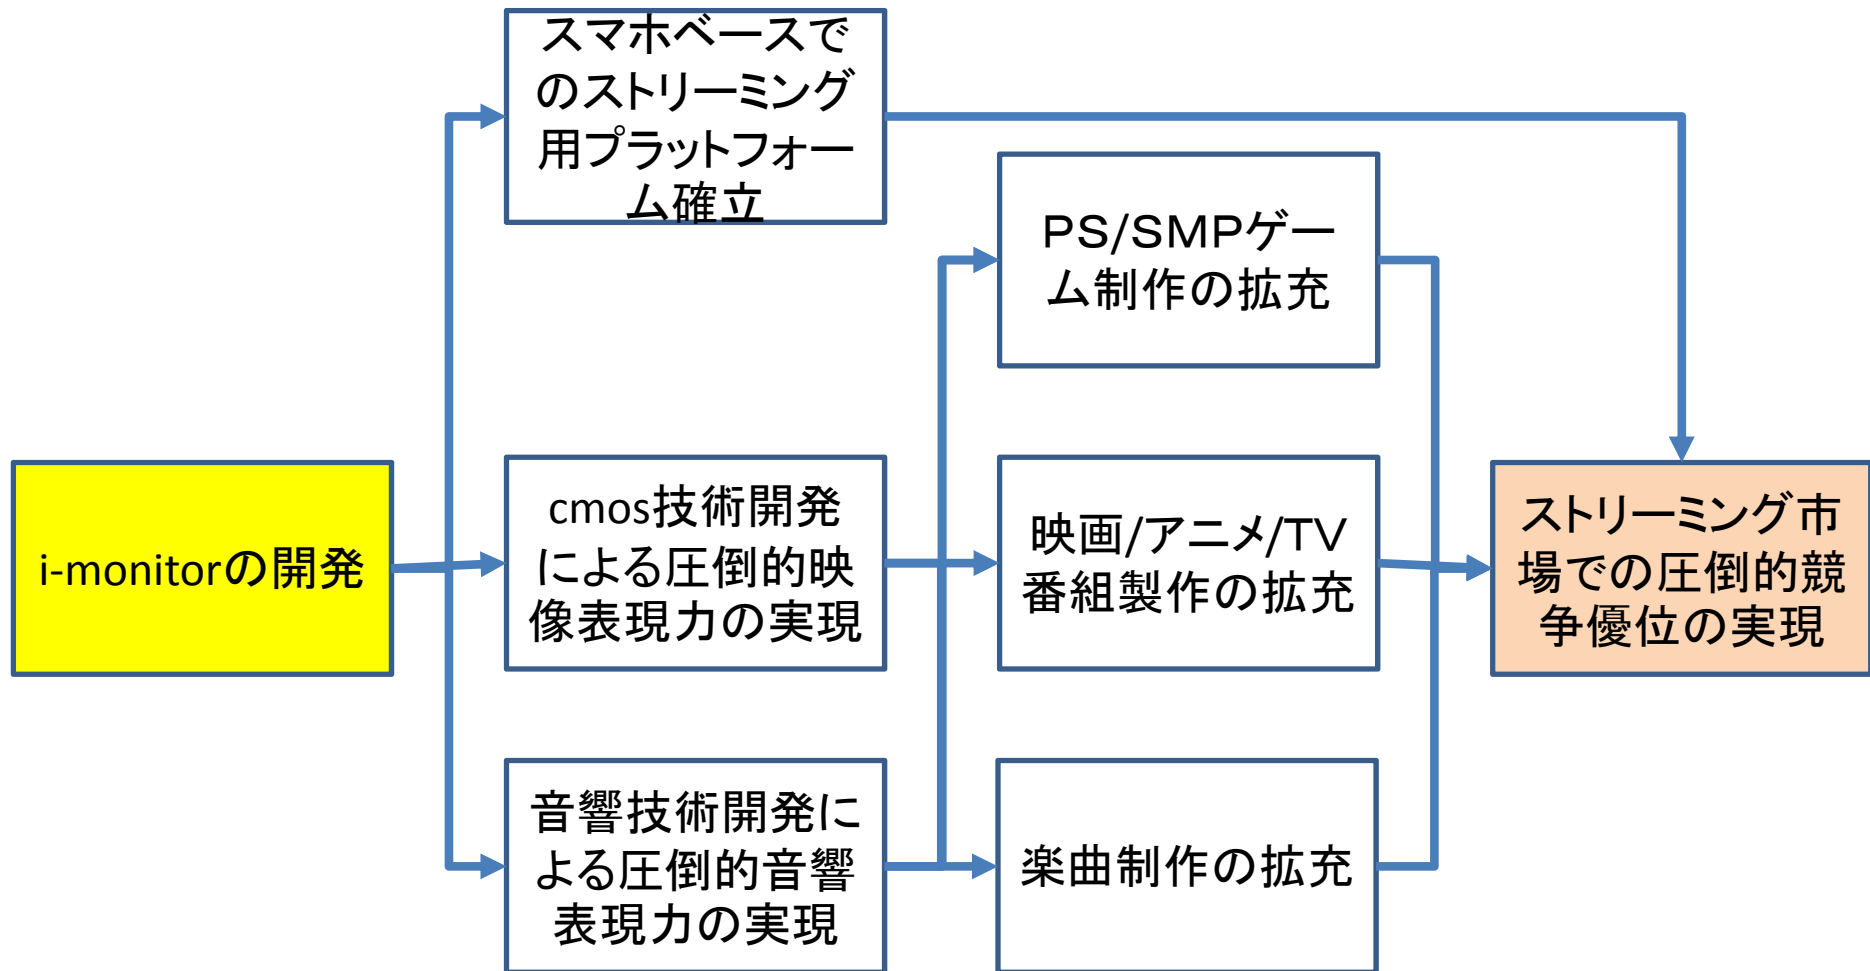 スマホベースで
のストリーミング
用プラットフォー
ム確立
PS/SMPゲー
ム制作の拡充
i-monitorの開発
cmos技術開発
による圧倒的映
像表現力の実現
映画/アニメ/TV
番組製作の拡充
ストリーミング市
場での圧倒的競
争優位の実現
音響技術開発に
よる圧倒的音響
表現力の実現
楽曲制作の拡充